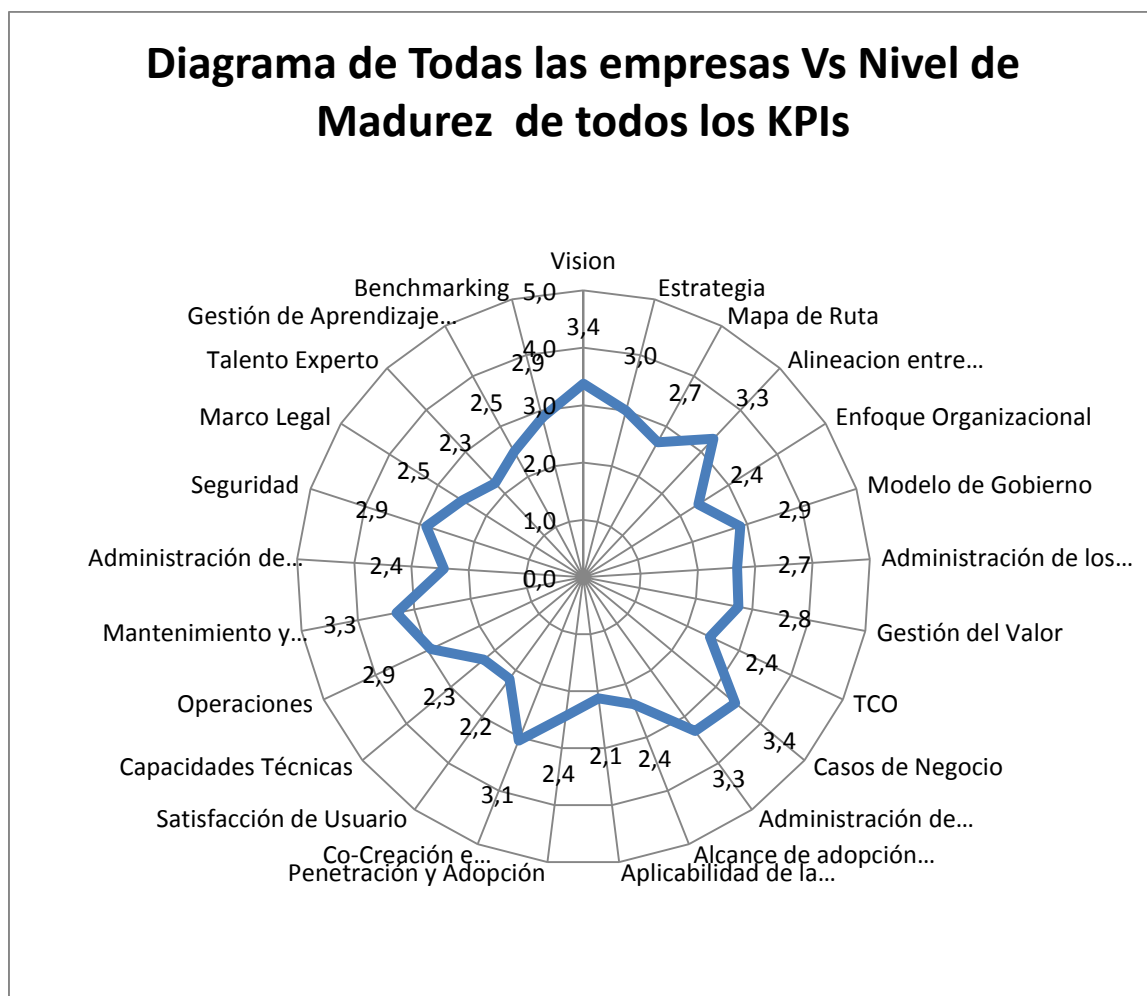 Diagrama de Todas las empresas Vs Nivel de
Madurez de todos los KPIs
Vision
Estrategia
Mapa de Ruta
Alineacion entre...
Enfoque Organizacional
Modelo de Gobierno
Administración de los...
Gestión del Valor
TCO
Casos de Negocio
Administración de...
Alcance de adopción...
Aplicabilidad de la...
Penetración y Adopción
Co-Creación e...
Satisfacción de Usuario
Capacidades Técnicas
Operaciones
Mantenimiento y...
Administración de...
Seguridad
Marco Legal
Talento Experto
Gestión de Aprendizaje...
Benchmarking
5,0
4,0
3,0
2,0
1,0
0,0
3,4
3,0
2,7
3,3
2,4
2,9
2,7
2,8
2,4
3,4
3,3
2,4
2,1
2,4
3,1
2,2
2,3
2,9
3,3
2,4
2,9
2,5
2,3
2,5
2,9